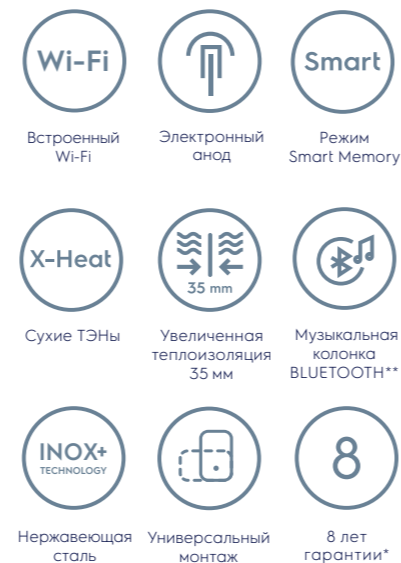 Wi-Fi
Встроенный
Wi-Fi
Электронный
анод
Smart
Режим
Smart Memory
X-Heat
Сухие ТЭНы
35 mm
Увеличенная
теплоизоляция
35 мм
Музыкальная
колонка
BLUETOOTH**
INOX+
TECHNOLOGY
Нержавеющая
сталь
Универсальный
монтаж
8
8 лет
гарантии*